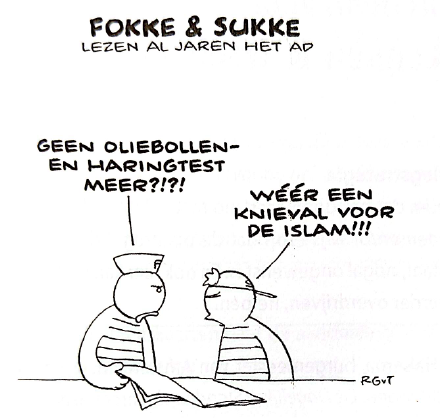 FOKKE & SUKKE
LEZEN AL JAREN HET AD
GEEN OLIEBOLLEN-
EN HARINGTEST
MEER?!?!
WÉÉR EEN
KNIEVAL VOOR
DE ISLAM!!!
RGvT